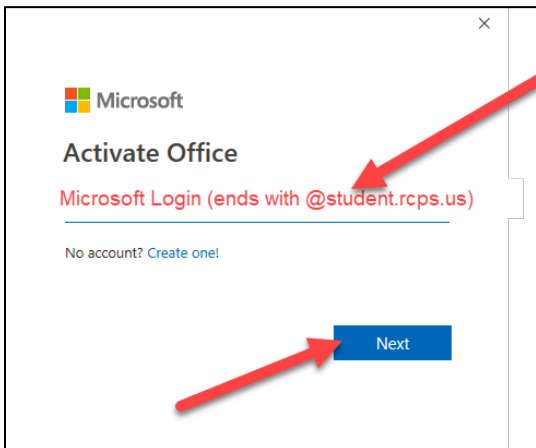 Microsoft
Activate Office
Microsoft Login (ends with @student.rcps.us)
No account? Create one!
Next